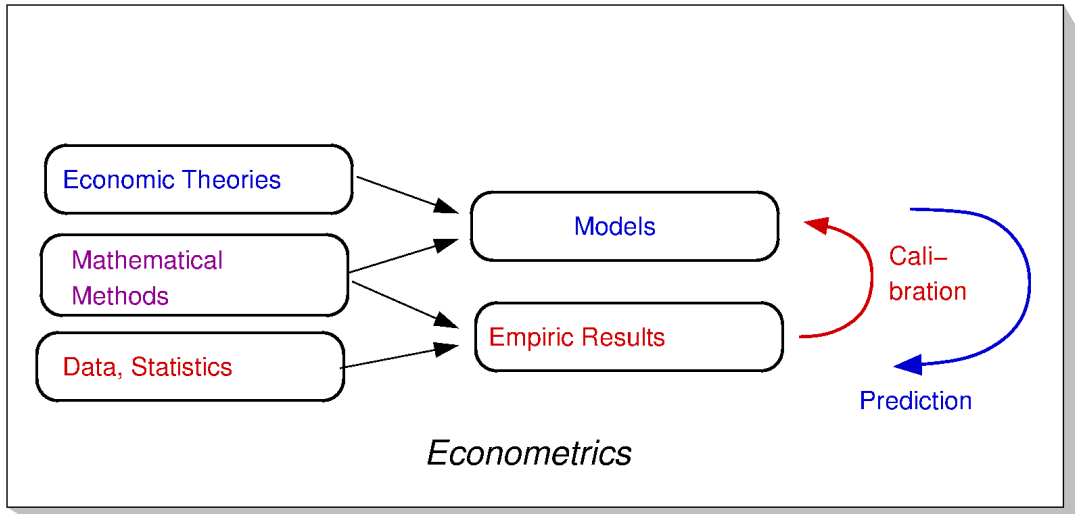 Economic Theories
Mathematical
Methods
Data, Statistics
Models
Empiric Results
Cali−
bration
Prediction
Econometrics